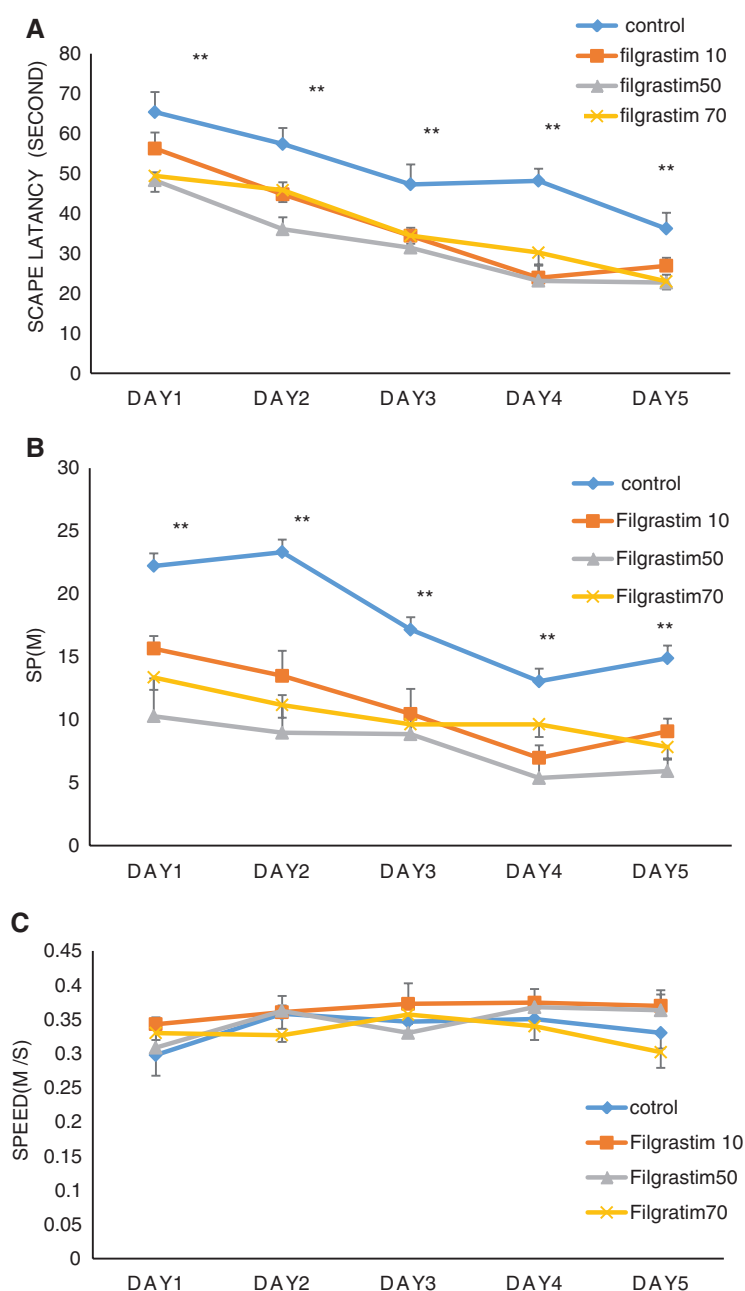 A
control
filgrastim 10
filgrastim50
filgrastim 70
SCAPE LATANCY (SECOND)
80
70
60
50
40
30
20
10
0
**
**
**
**
**
DAY1 DAY2 DAY3 DAY4 DAY5
B
control
Filgrastim 10
Filgrastim50
Filgrastim70
SP(M)
30
25
20
15
10
5
0
**
**
**
**
**
DAY1 DAY2 DAY3 DAY4 DAY5
C
SPEED(M /S)
0.45
0.4
0.35
0.3
0.25
0.2
0.15
0.1
0.05
0
cotrol
Filgrastim 10
Filgrastim50
Filgratim70
DAY1 DAY2 DAY3 DAY4 DAY5